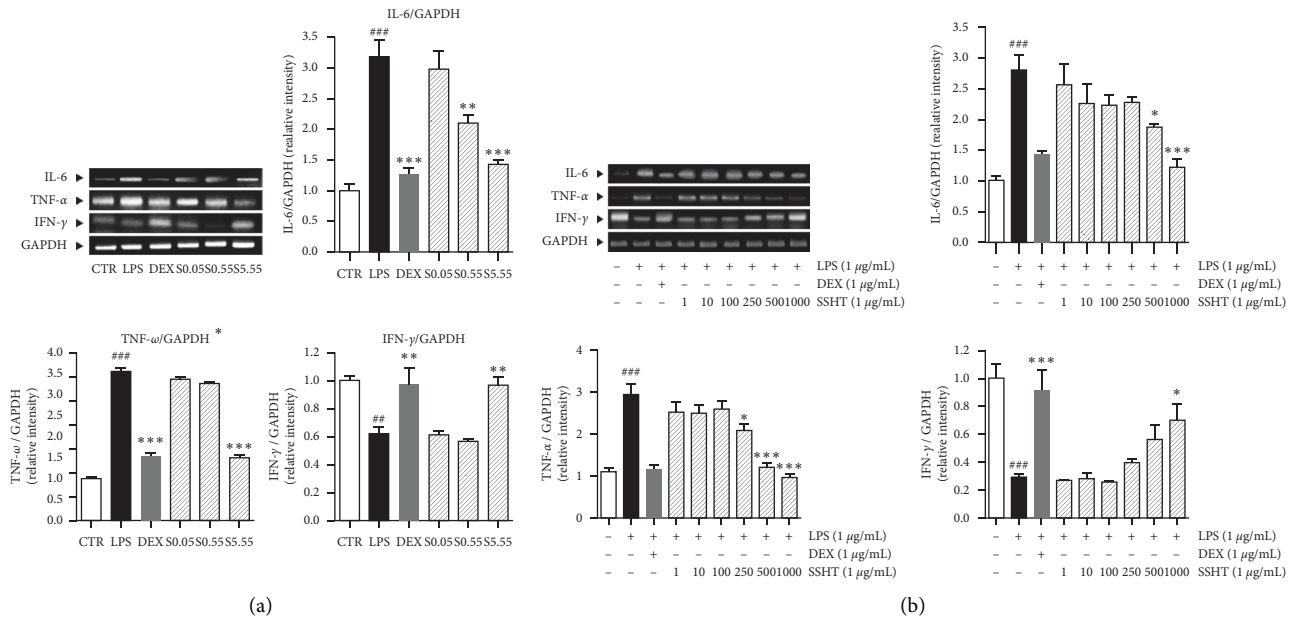 IL-6
TNF-α
IFN-γ
GAPDH
CTR LPS DEX S0.05 S0.55 S5.55
IL-6/GAPDH
IL-6/GAPDH (realative intensity)
3.5
3.0
2.5
2.0
1.5
1.0
0.5
0.0
###
***
**
***
CTR LPS DEX S0.05 S0.55 S5.55
TNF-ω/GAPDH *
TNF-ω / GAPDH
(relative intensity)
4.0
3.5
3.0
2.5
2.0
1.5
1.0
0.5
0.0
###
***
***
CTR LPS DEX S0.05 S0.55 S5.55
IFN-γ/GAPDH
IFN-γ / GAPDH
(relative intensity)
1.2
1.0
0.8
0.6
0.4
0.2
0.0
##
**
**
CTR LPS DEX S0.05 S0.55 S5.55
(a)
IL-6
TNF-α
IFN-γ
GAPDH
– + + + + + + + + LPS (1 μg/mL)
– – + – – – – – – DEX (1 μg/mL)
– – – 1 10 100 250 500 1000 SSHT (1 μg/mL)
IL-6/GAPDH (realative intensity)
3.5
3.0
2.5
2.0
1.5
1.0
0.5
0.0
###
*
***
– + + + + + + + + LPS (1 μg/mL)
– – + – – – – – – DEX (1 μg/mL)
– – – 1 10 100 250 500 1000 SSHT (1 μg/mL)
TNF-α / GAPDH
(relative intensity)
4
3
2
1
0
###
*
***
***
– + + + + + + + + LPS (1 μg/mL)
– – + – – – – – – DEX (1 μg/mL)
– – – 1 10 100 250 500 1000 SSHT (1 μg/mL)
IFN-γ / GAPDH
(relative intensity)
1.2
1.0
0.8
0.6
0.4
0.2
0.0
###
***
*
– + + + + + + + + LPS (1 μg/mL)
– – + – – – – – – DEX (1 μg/mL)
– – – 1 10 100 250 500 1000 SSHT (1 μg/mL)
(b)